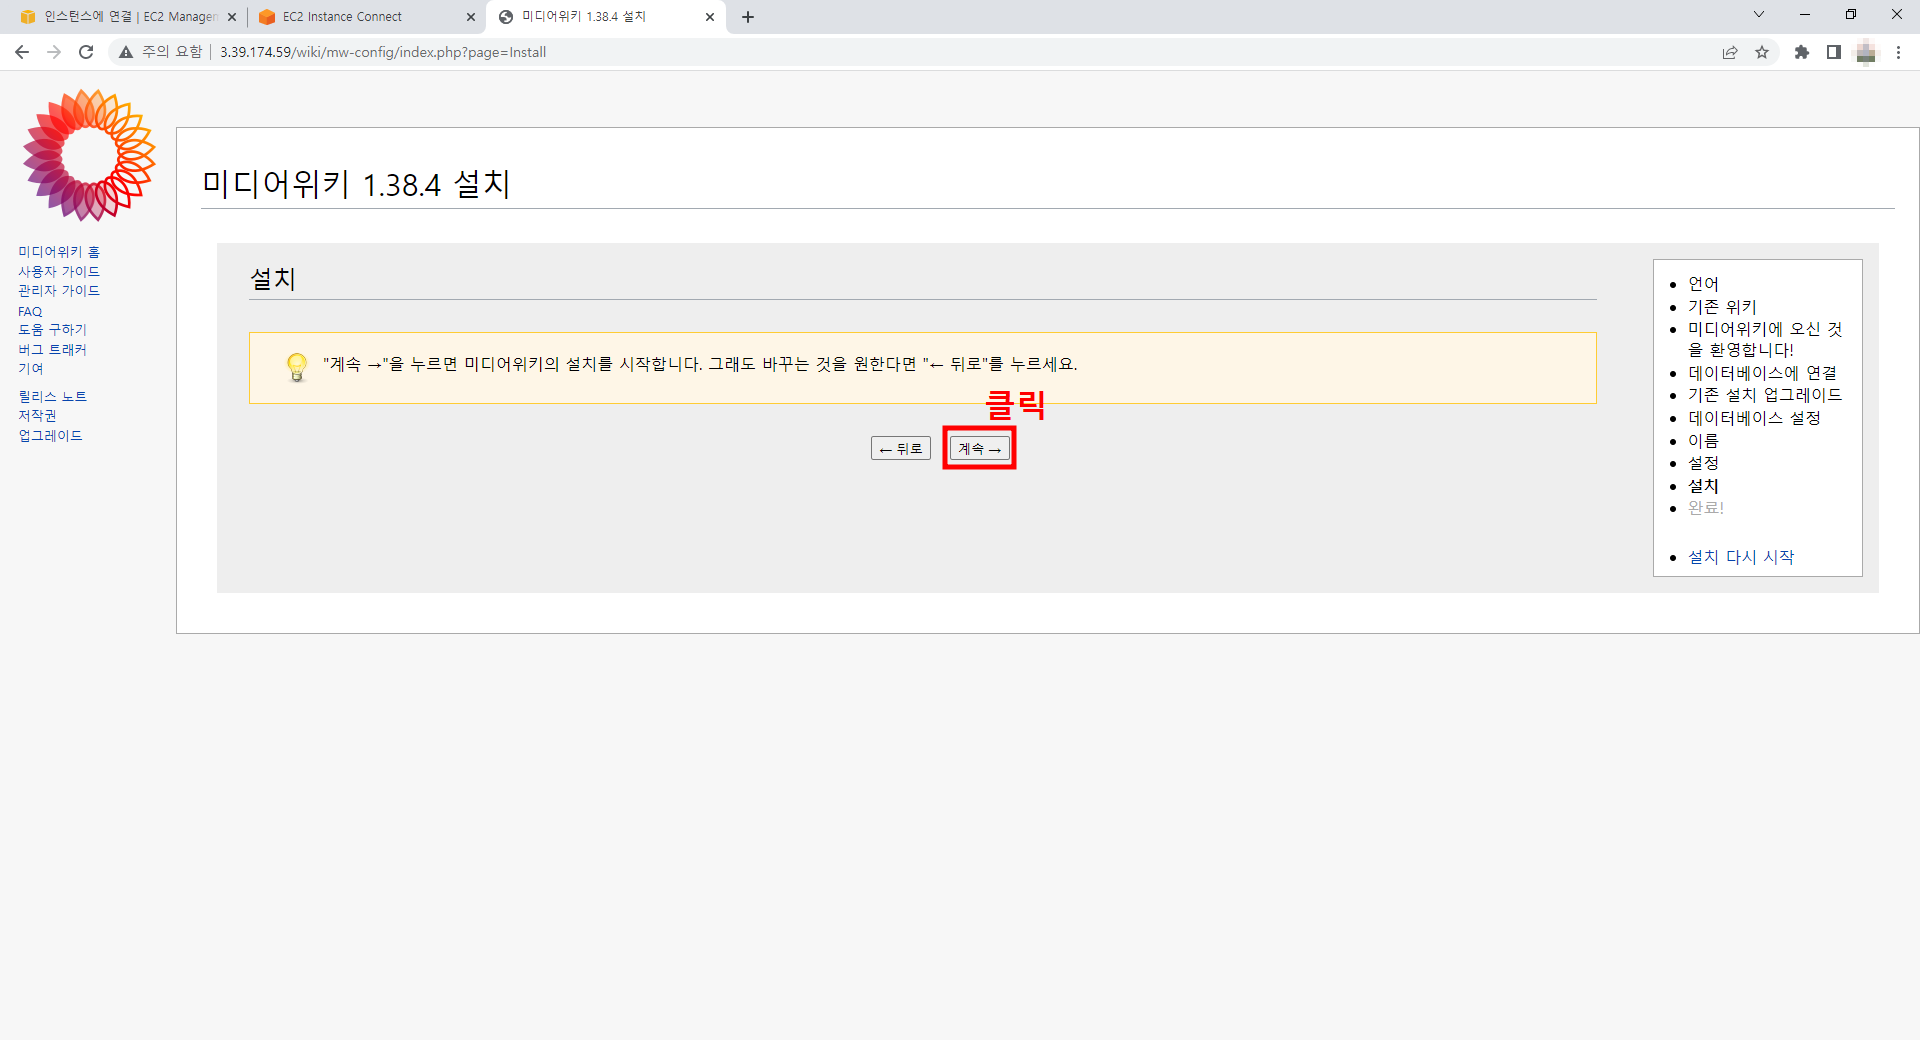 인스턴스에 연결 | EC2 Managem
EC2 Instance Connect
미디어위키 1.38.4 설치
주의 요함
3.39.174.59/wiki/mw-config/index.php?page=Install
미디어위키 홈
사용자 가이드
관리자 가이드
FAQ
도움 구하기
버그 트래커
기여
릴리스 노트
저작권
업그레이드
미디어위키 1.38.4 설치
설치
"계속 →"을 누르면 미디어위키의 설치를 시작합니다. 그래도 바꾸는 것을 원한다면 "← 뒤로"를 누르세요.
클릭
← 뒤로
계속 →
언어
기존 위키
미디어위키에 오신 것
을 환영합니다!
데이터베이스에 연결
기존 설치 업그레이드
데이터베이스 설정
이름
설정
설치
완료!
설치 다시 시작